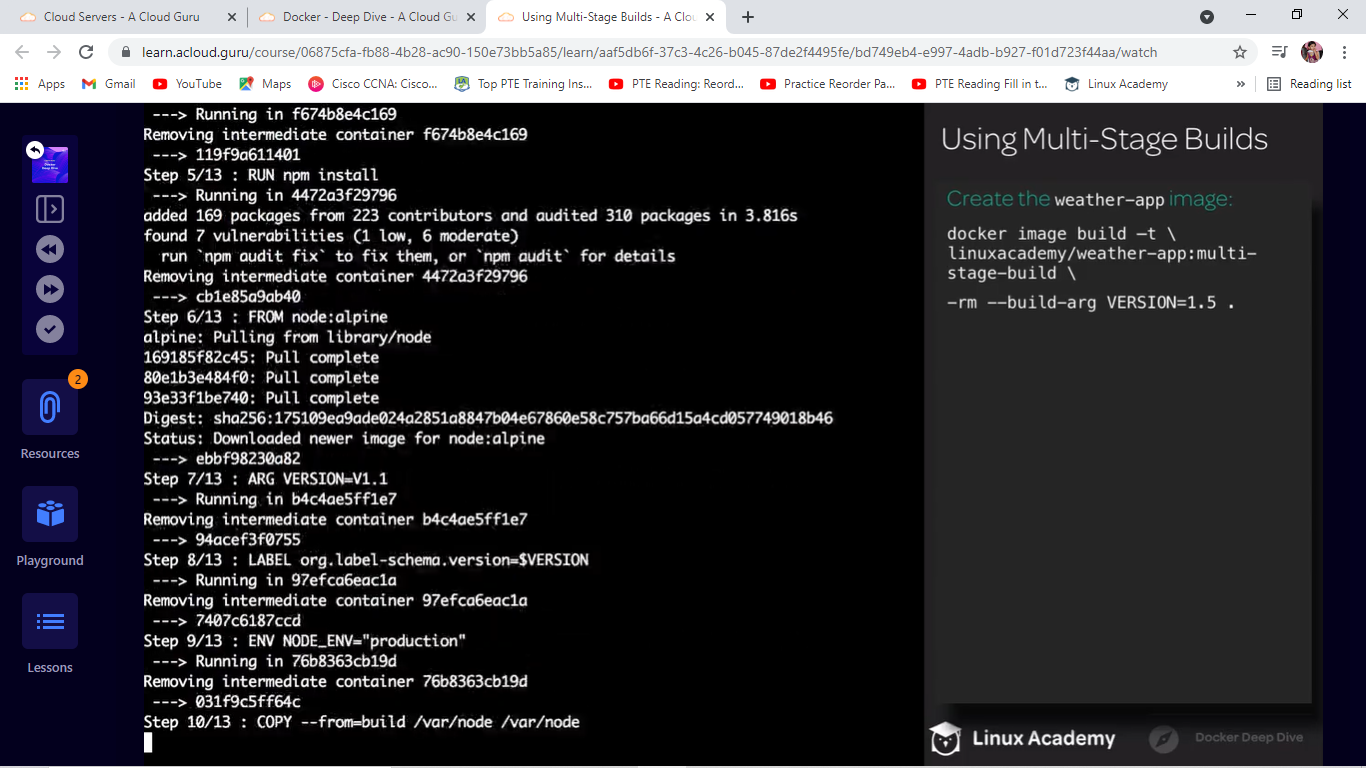 Cloud Servers - A Cloud Guru
Docker - Deep Dive - A Cloud Gu
Using Multi-Stage Builds - A Clou
learn.acloud.guru/course/06875cfa-fb88-4b28-ac90-150e73bb5a85/learn/aaf5db6f-37c3-4c26-b045-87de2f4495fe/bd749eb4-e997-4adb-b927-f01d723f44aa/watch
Apps
Gmail
YouTube
Maps
Cisco CCNA: Cisco...
Top PTE Training Ins...
PTE Reading: Reord...
Practice Reorder Pa...
PTE Reading Fill in t...
Linux Academy
»
Reading list
Docker
Deep Dive
2
Resources
Playground
Lessons
---> Running in f674b8e4c169
Removing intermediate container f674b8e4c169
---> 119f9a611401
Step 5/13 : RUN npm install
---> Running in 4472a3f29796
added 169 packages from 223 contributors and audited 310 packages in 3.816s
found 7 vulnerabilities (1 low, 6 moderate)
run `npm audit fix` to fix them, or `npm audit` for details
Removing intermediate container 4472a3f29796
---> cb1e85a9ab40
Step 6/13 : FROM node:alpine
alpine: Pulling from library/node
169185f82c45: Pull complete
80e1b3e484f0: Pull complete
93e33f1be740: Pull complete
Digest: sha256:175109ea9ade024a2851a8847b04e67860e58c757ba66d15a4cd057749018b46
Status: Downloaded newer image for node:alpine
---> ebbf98230a82
Step 7/13 : ARG VERSION=V1.1
---> Running in b4c4ae5ff1e7
Removing intermediate container b4c4ae5ff1e7
---> 94acef3f0755
Step 8/13 : LABEL org.label-schema.version=$VERSION
---> Running in 97efca6eac1a
Removing intermediate container 97efca6eac1a
---> 7407c6187ccd
Step 9/13 : ENV NODE_ENV="production"
---> Running in 76b8363cb19d
Removing intermediate container 76b8363cb19d
---> 031f9c5ff64c
Step 10/13 : COPY --from=build /var/node /var/node
Using Multi-Stage Builds
Create the weather-app image:
docker image build –t \
linuxacademy/weather-app:multi-
stage-build \
-rm --build-arg VERSION=1.5 .
Linux Academy
Docker Deep Dive